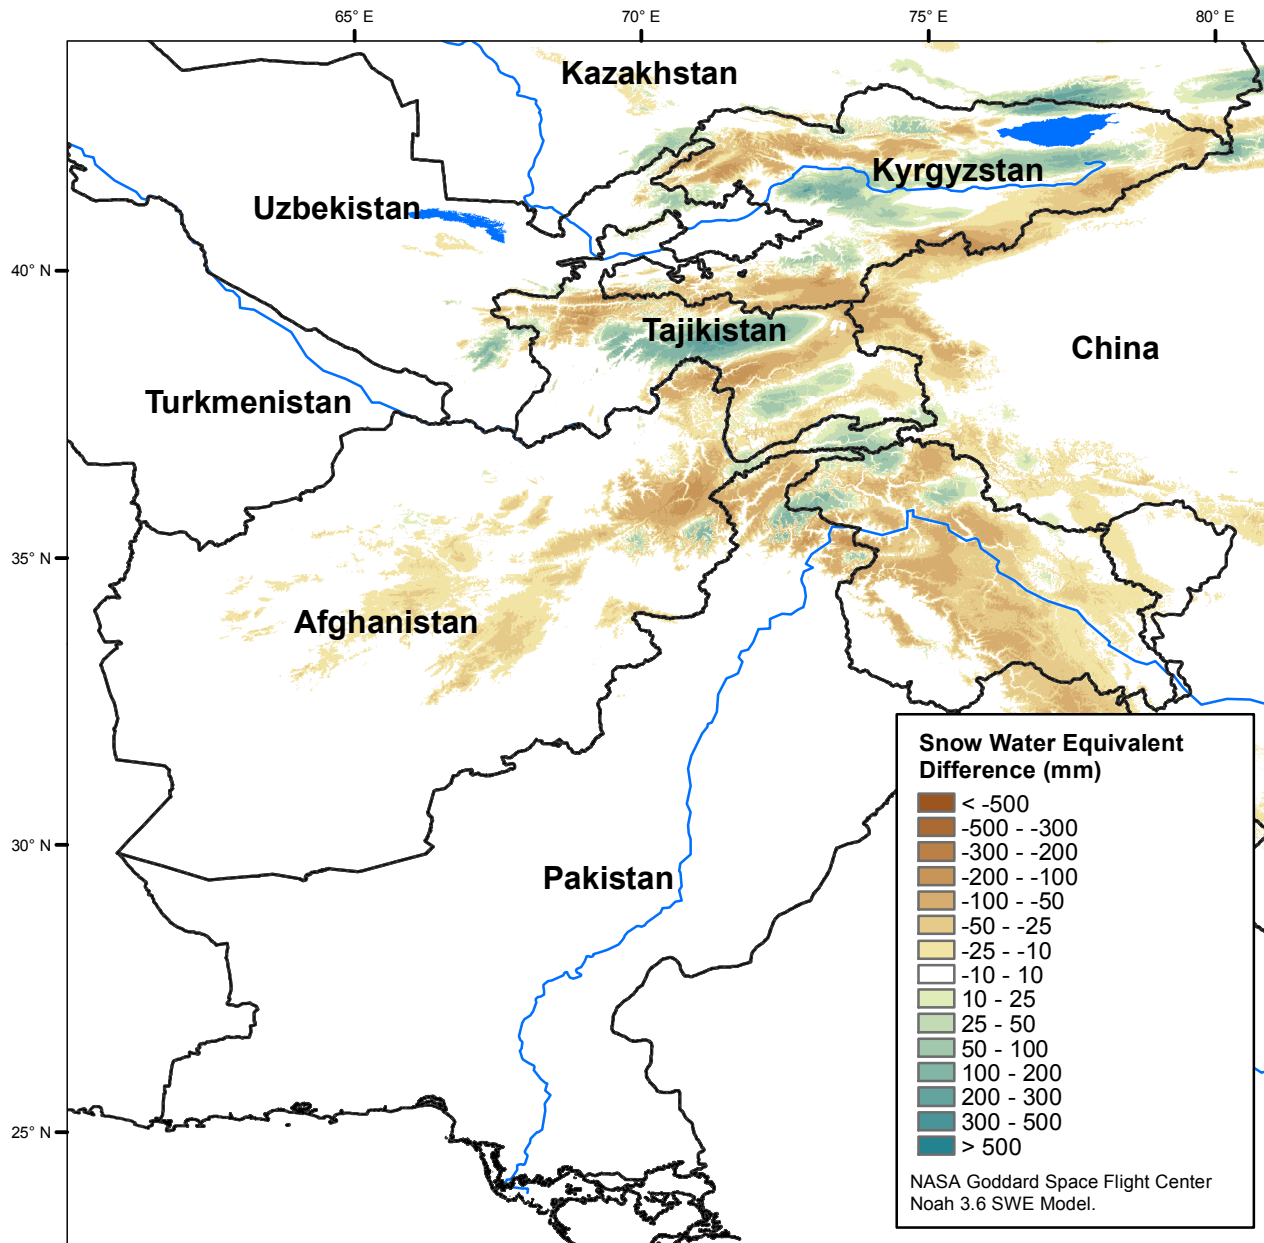 65° E
70° E
75° E
80° E
Kazakhstan
Kyrgyzstan
Uzbekistan
40° N
Tajikistan
China
Turkmenistan
35° N
Afghanistan
Snow Water Equivalent
Difference (mm)
< -500
-500 - -300
-300 - -200
-200 - -100
-100 - -50
-50 - -25
-25 - -10
-10 - 10
10 - 25
25 - 50
50 - 100
100 - 200
200 - 300
300 - 500
> 500
30° N
Pakistan
25° N
NASA Goddard Space Flight Center
Noah 3.6 SWE Model.